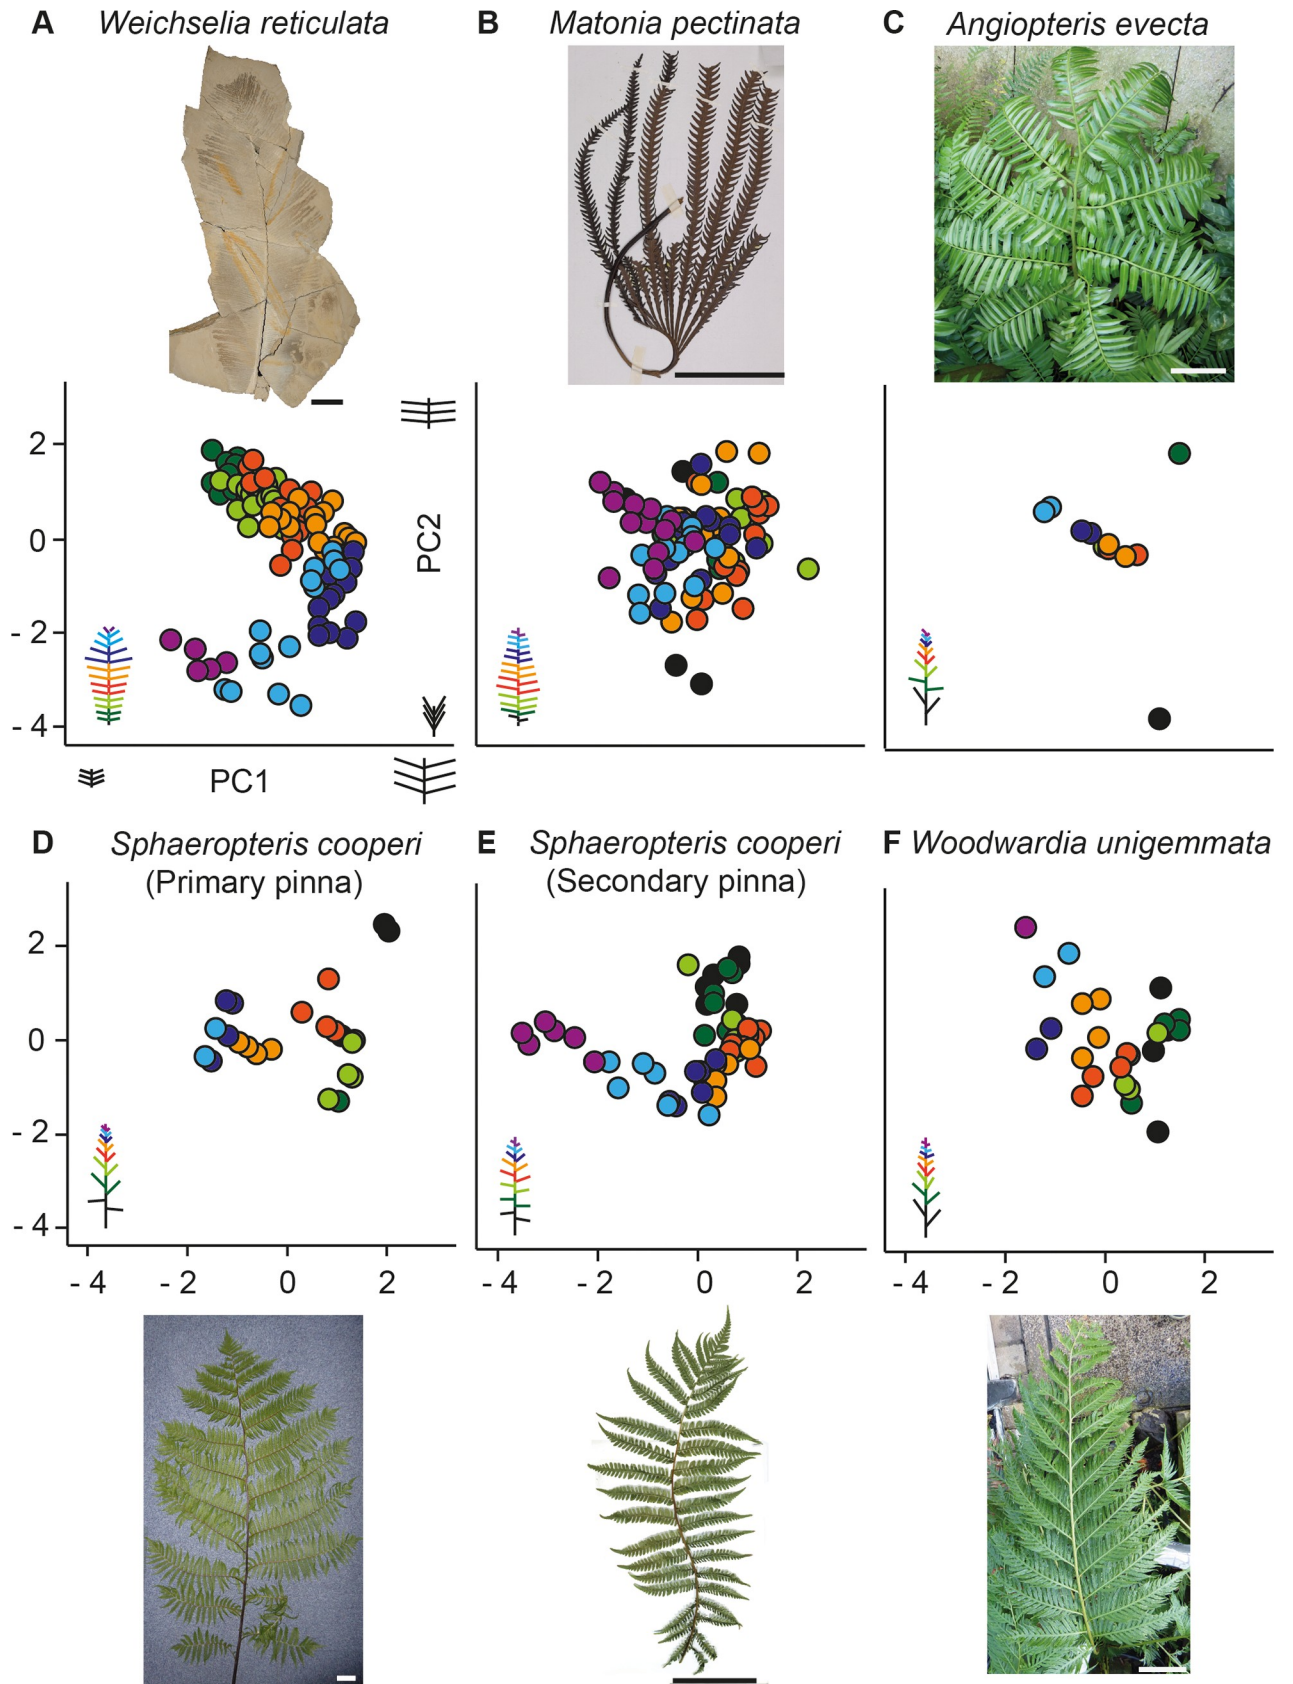 A Weichselia reticulata
B Matonia pectinata
C Angiopteris evecta
2
0
- 2
- 4
PC2
PC1
D Sphaeropteris cooperi
(Primary pinna)
E Sphaeropteris cooperi
(Secondary pinna)
F Woodwardia unigemmata
2
0
- 2
- 4
- 4 - 2 0 2
- 4 - 2 0 2
- 4 - 2 0 2